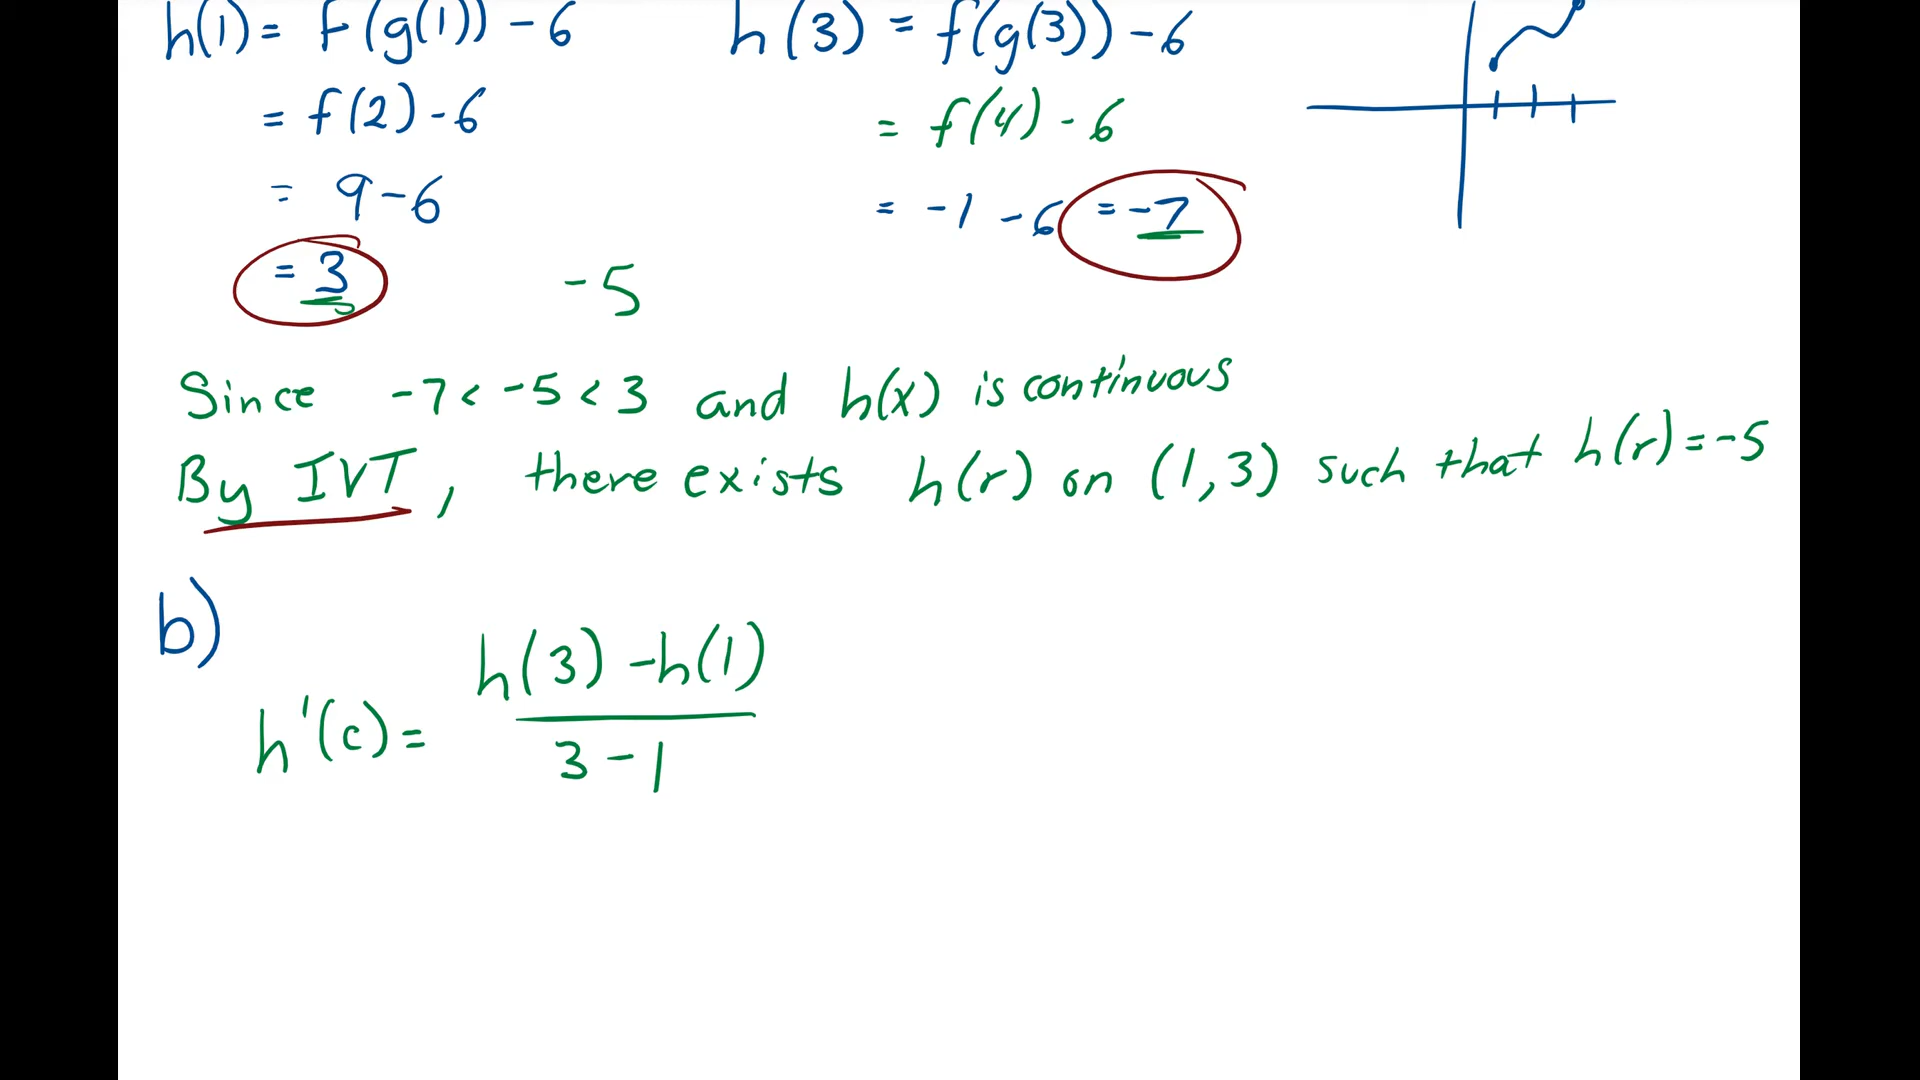 h(1) = f(g(1)) - 6
= f(2) - 6
= 9 - 6
= 3
h(3) = f(g(3)) - 6
= f(4) - 6
= -1 - 6 = -7
-5
Since -7 < -5 < 3 and h(x) is continuous
By IVT, there exists h(r) on (1,3) such that h(r) = -5
b)
h'(c) = h(3) - h(1)
3 - 1